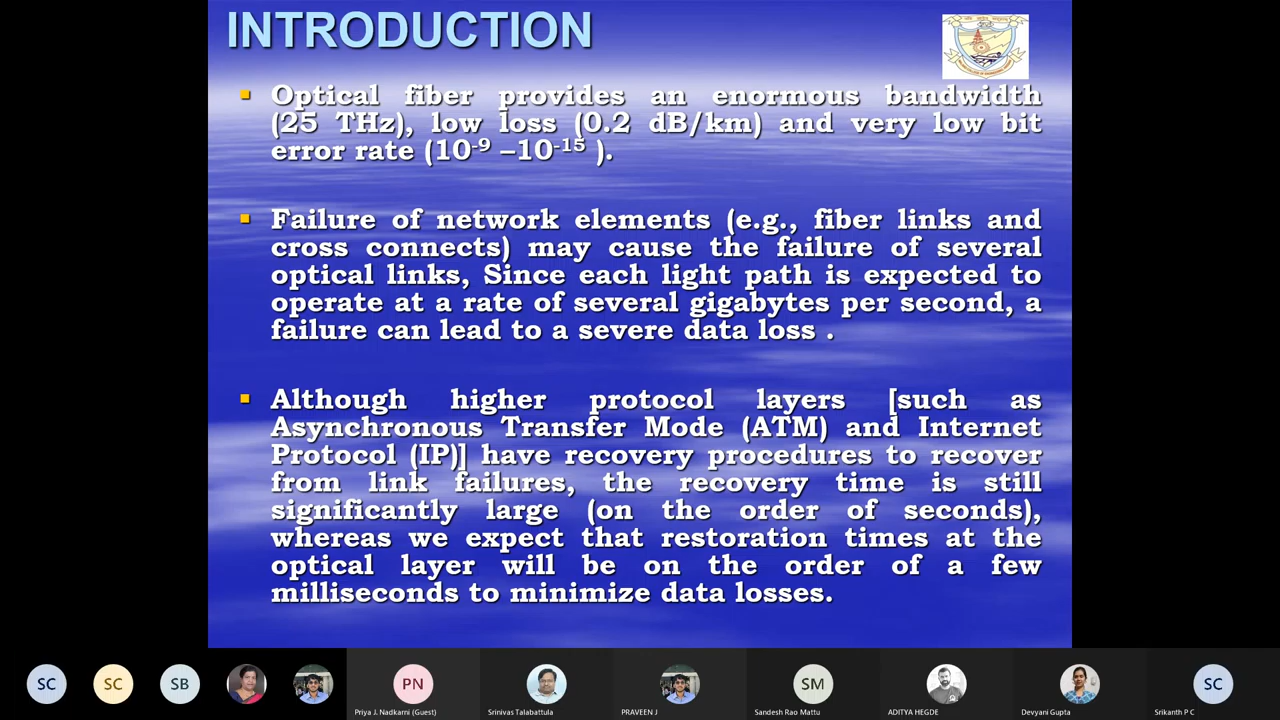 INTRODUCTION
Optical fiber provides an enormous bandwidth
(25 THz), low loss (0.2 dB/km) and very low bit
error rate (10-9 –10-15 ).
Failure of network elements (e.g., fiber links and
cross connects) may cause the failure of several
optical links, Since each light path is expected to
operate at a rate of several gigabytes per second, a
failure can lead to a severe data loss .
Although higher protocol layers [such as
Asynchronous Transfer Mode (ATM) and Internet
Protocol (IP)] have recovery procedures to recover
from link failures, the recovery time is still
significantly large (on the order of seconds),
whereas we expect that restoration times at the
optical layer will be on the order of a few
milliseconds to minimize data losses.
SC SC SB PN SM SC
Priya J. Nadkarni (Guest) Srinivas Talabattula PRAVEEN J Sandesh Rao Mattu ADITYA HEGDE Devyani Gupta Srikanth P C